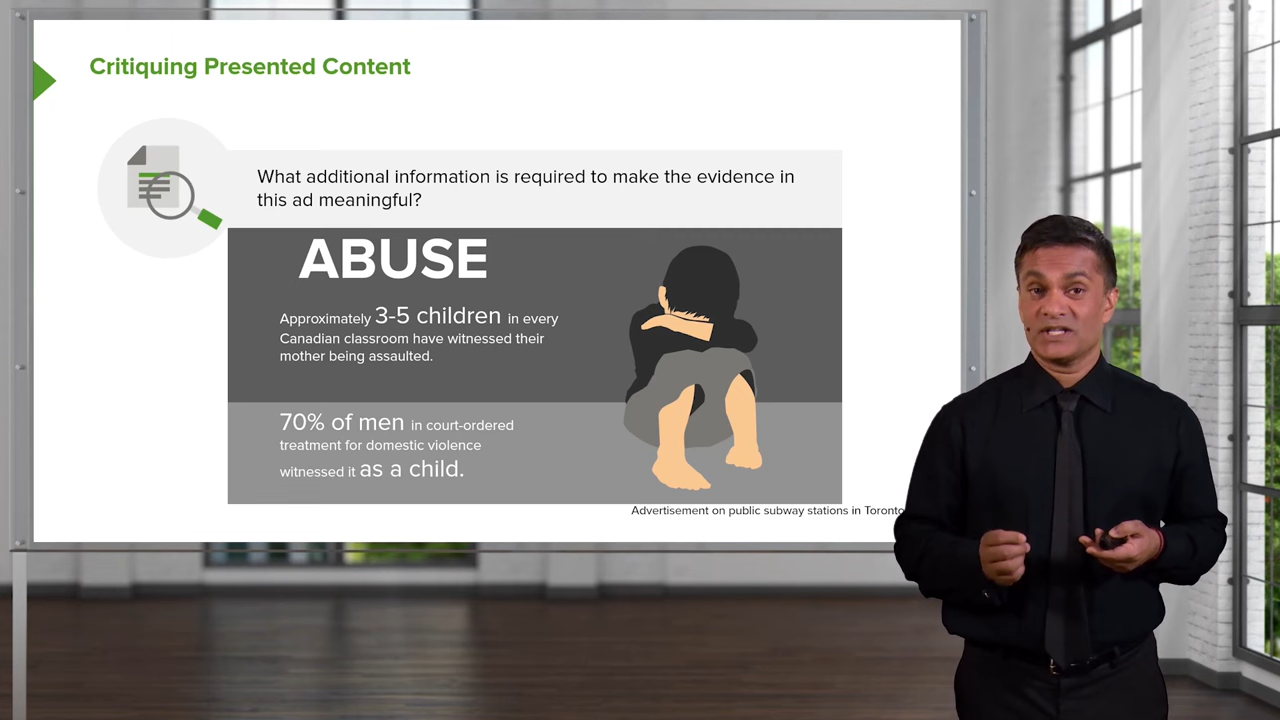 Critiquing Presented Content
What additional information is required to make the evidence in
this ad meaningful?
ABUSE
Approximately 3-5 children in every
Canadian classroom have witnessed their
mother being assaulted.
70% of men in court-ordered
treatment for domestic violence
witnessed it as a child.
Advertisement on public subway stations in Toronto